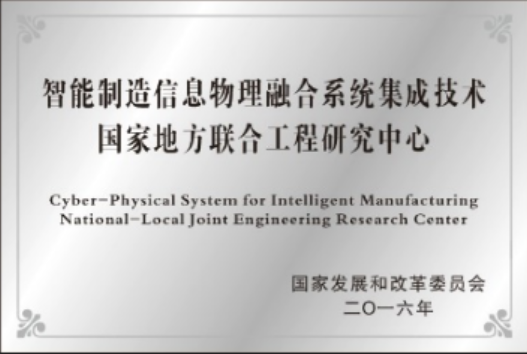 智能制造信息物理融合系统集成技术
国家地方联合工程研究中心
Cyber-Physical System for Intelligent Manufacturing
National-Local Joint Engineering Research Center
国家发展和改革委员会
二〇一六年